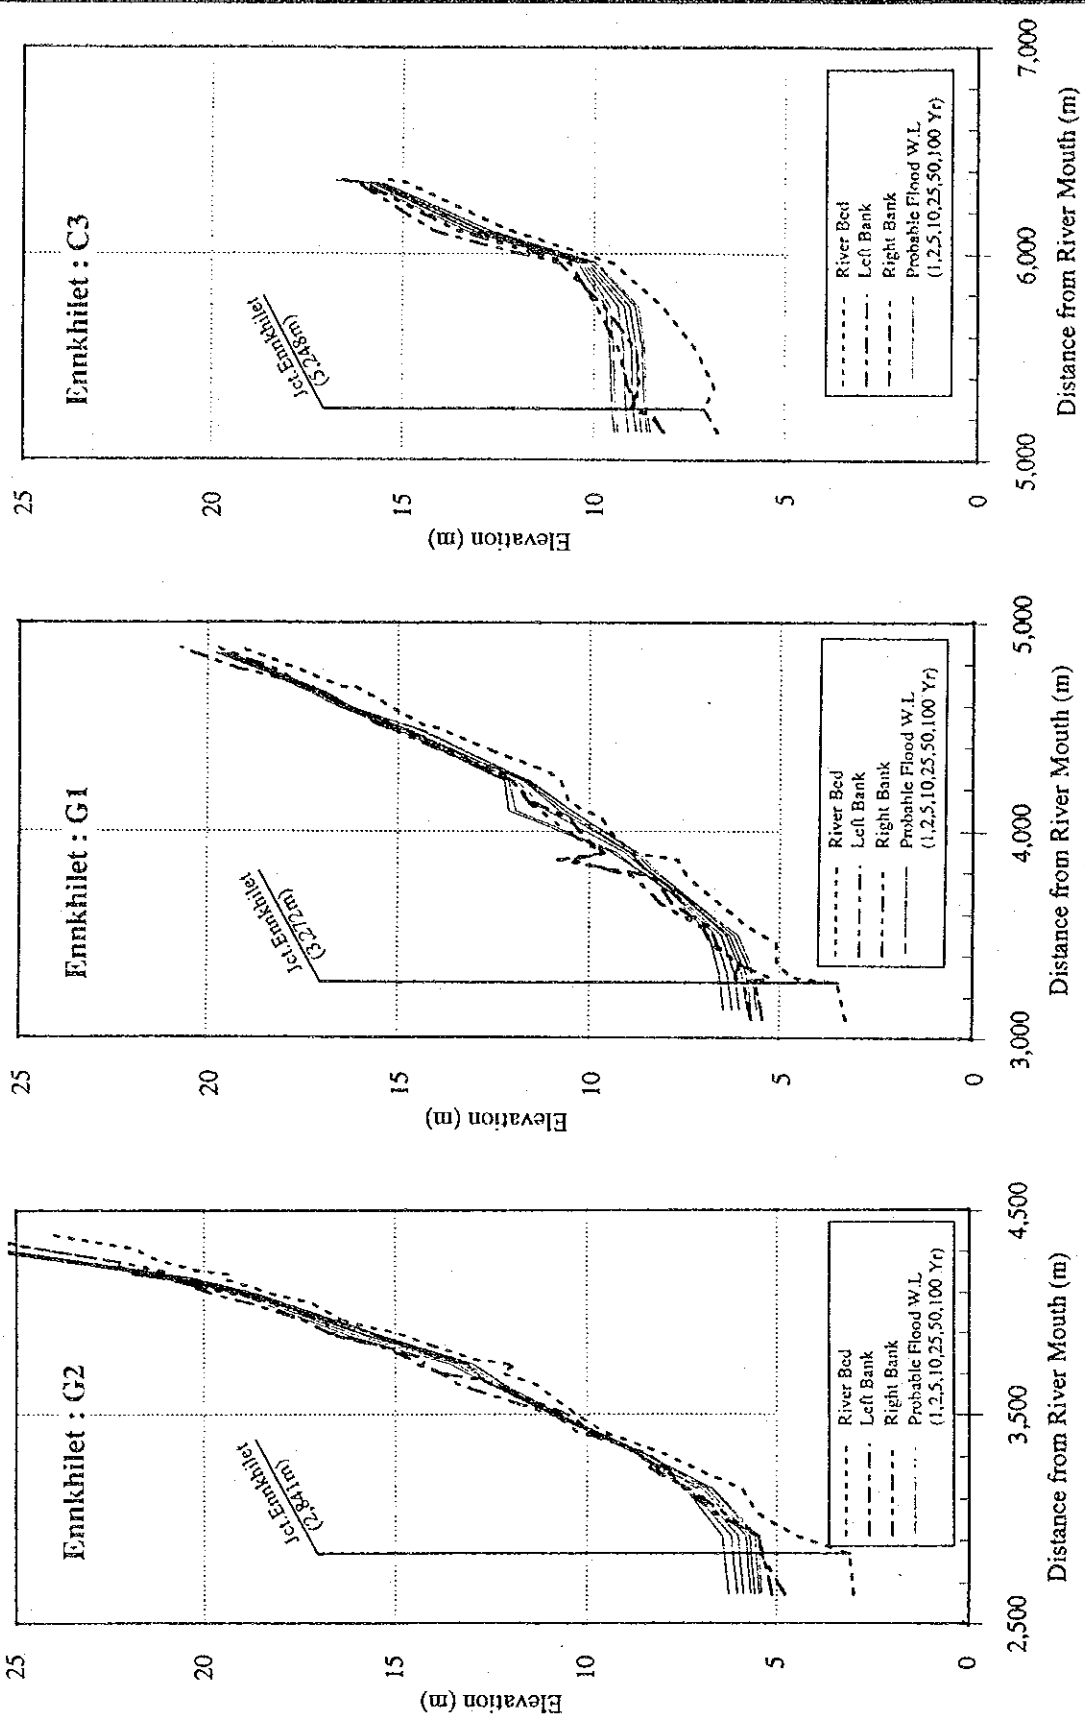 Ennkhilet : G2
Elevation (m)
25
20
15
10
5
0
Jct.Ennkhilet
(2,841m)
River Bed
Left Bank
Right Bank
Probable Flood W.L
(1,2,5,10,25,50,100 Yr)
2,500
3,500
4,500
Distance from River Mouth (m)
Ennkhilet : G1
Elevation (m)
25
20
15
10
5
0
Jct.Ennkhilet
(3,272m)
River Bed
Left Bank
Right Bank
Probable Flood W.L
(1,2,5,10,25,50,100 Yr)
3,000
4,000
5,000
Distance from River Mouth (m)
Ennkhilet : C3
Elevation (m)
25
20
15
10
5
0
Jct.Ennkhilet
(5,248m)
River Bed
Left Bank
Right Bank
Probable Flood W.L
(1,2,5,10,25,50,100 Yr)
5,000
6,000
7,000
Distance from River Mouth (m)